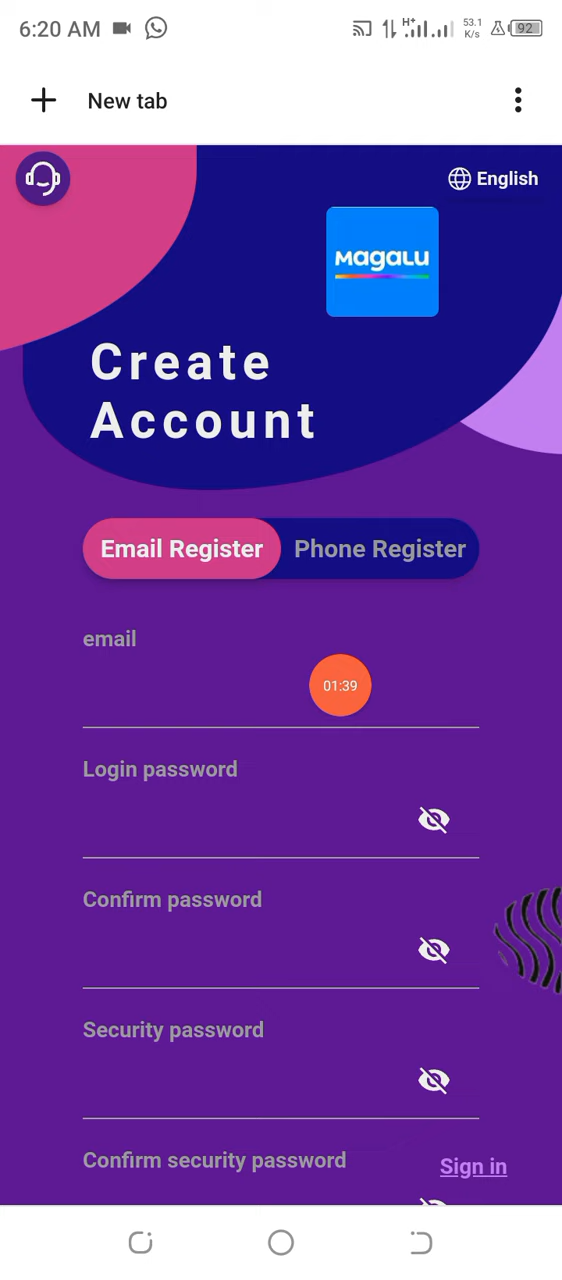 6:20 AM
H+
53.1
K/s
92
New tab
English
Magalu
Create
Account
Email Register
Phone Register
email
01:39
Login password
Confirm password
Security password
Confirm security password
Sign in